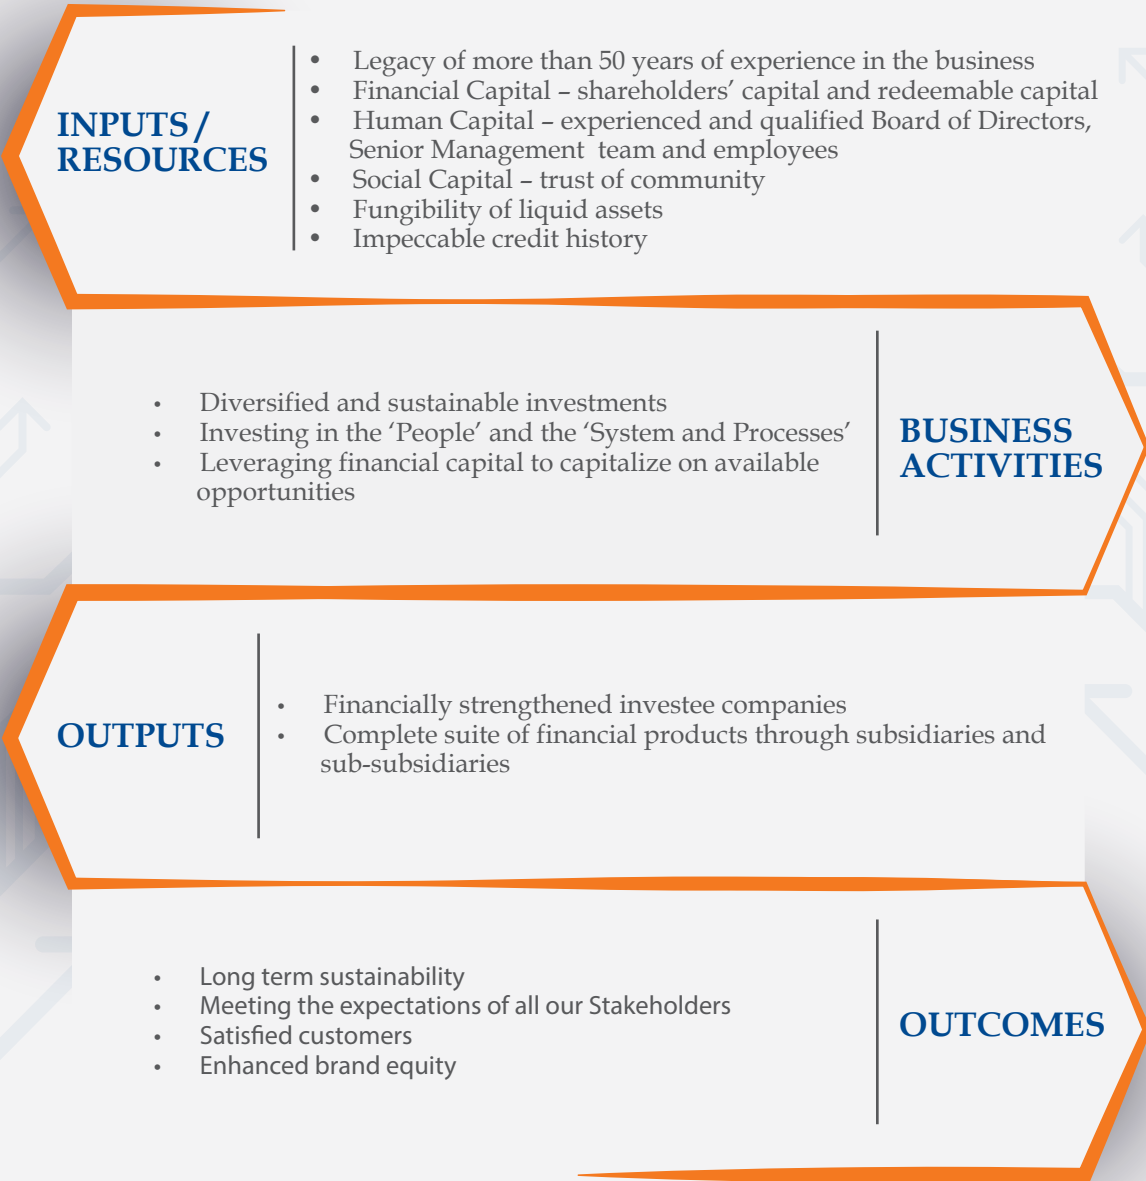 INPUTS /
RESOURCES
• Legacy of more than 50 years of experience in the business
• Financial Capital – shareholders’ capital and redeemable capital
• Human Capital – experienced and qualified Board of Directors,
Senior Management team and employees
• Social Capital – trust of community
• Fungibility of liquid assets
• Impeccable credit history
• Diversified and sustainable investments
• Investing in the ‘People’ and the ‘System and Processes’
• Leveraging financial capital to capitalize on available
opportunities
BUSINESS
ACTIVITIES
OUTPUTS
• Financially strengthened investee companies
• Complete suite of financial products through subsidiaries and
sub-subsidiaries
• Long term sustainability
• Meeting the expectations of all our Stakeholders
• Satisfied customers
• Enhanced brand equity
OUTCOMES